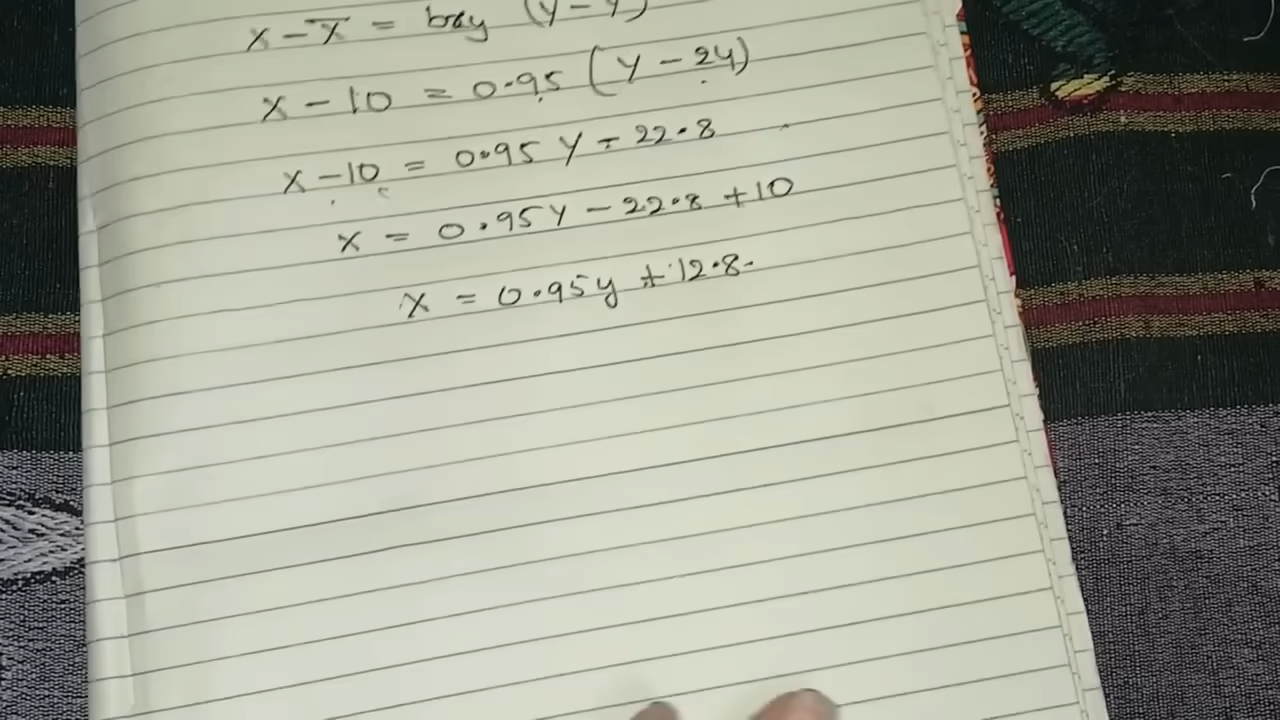 x - x̄ = bxy (y - ȳ)
x - 10 = 0.95 (y - 24)
x - 10 = 0.95 y - 22.8
x = 0.95y - 22.8 + 10
x = 0.95y + 12.8.